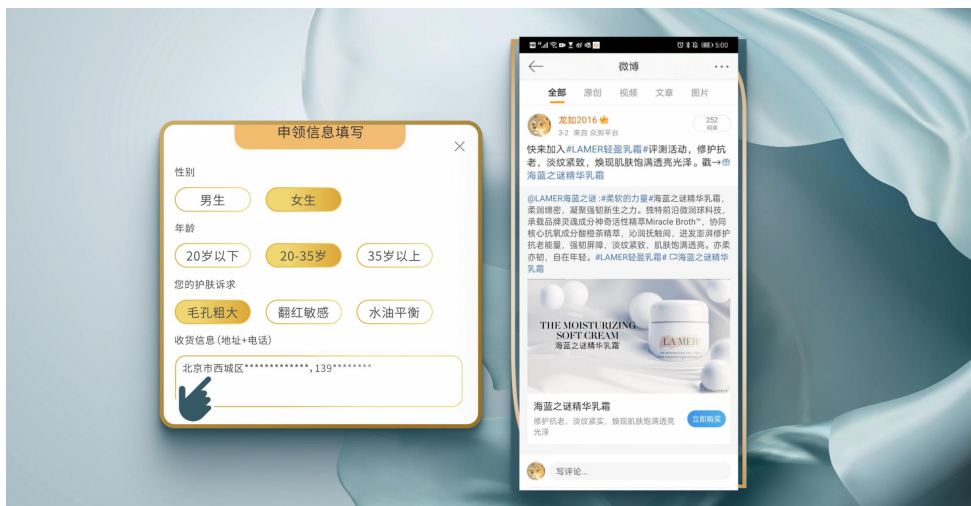 申领信息填写
性别
男生
女生
年龄
20岁以下
20-35岁
35岁以上
您的护肤诉求
毛孔粗大
翻红敏感
水油平衡
收货信息(地址+电话)
北京市西城区*************,139********
5:00
微博
全部
原创
视频
文章
图片
龙如2016
252
阅读
3-2 来自 众测平台
快来加入#LAMER轻盈乳霜#评测活动，修护抗
老，淡纹紧致，焕现肌肤饱满透亮光泽。戳→
海蓝之谜精华乳霜
@LAMER海蓝之谜:#柔软的力量#海蓝之谜精华乳霜，
柔润绵密，凝聚强韧新生之力。独特前沿微润球科技，
承载品牌灵魂成分神奇活性精萃Miracle Broth™，协同
核心抗氧成分酸橙茶精萃，沁润抚触间，迸发澎湃修护
抗老能量，强韧屏障，淡纹紧致，肌肤饱满透亮。亦柔
亦韧，自在年轻。#LAMER轻盈乳霜# 海蓝之谜精华
乳霜
THE MOISTURIZING
SOFT CREAM
海蓝之谜精华乳霜
LA MER
海蓝之谜精华乳霜
修护抗老、淡纹紧实、焕现肌肤饱满透亮
光泽
立即购买
写评论...